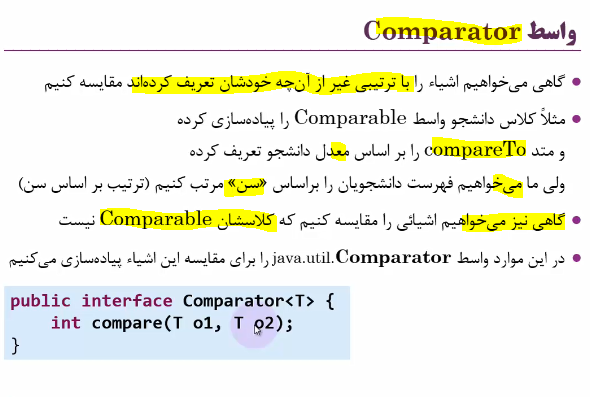 واسط Comparator
گاهی می‌خواهیم اشیاء را با ترتیبی غیر از آن‌چه خودشان تعریف کرده‌اند مقایسه کنیم
مثلاً کلاس دانشجو واسط Comparable را پیاده‌سازی کرده
و متد compareTo را بر اساس معدل دانشجو تعریف کرده
ولی ما می‌خواهیم فهرست دانشجویان را براساس «سن» مرتب کنیم (ترتیب بر اساس سن)
گاهی نیز می‌خواهیم اشیائی را مقایسه کنیم که کلاسشان Comparable نیست
در این موارد واسط java.util.Comparator را برای مقایسه این اشیاء پیاده‌سازی می‌کنیم
public interface Comparator<T> {
int compare(T o1, T o2);
}